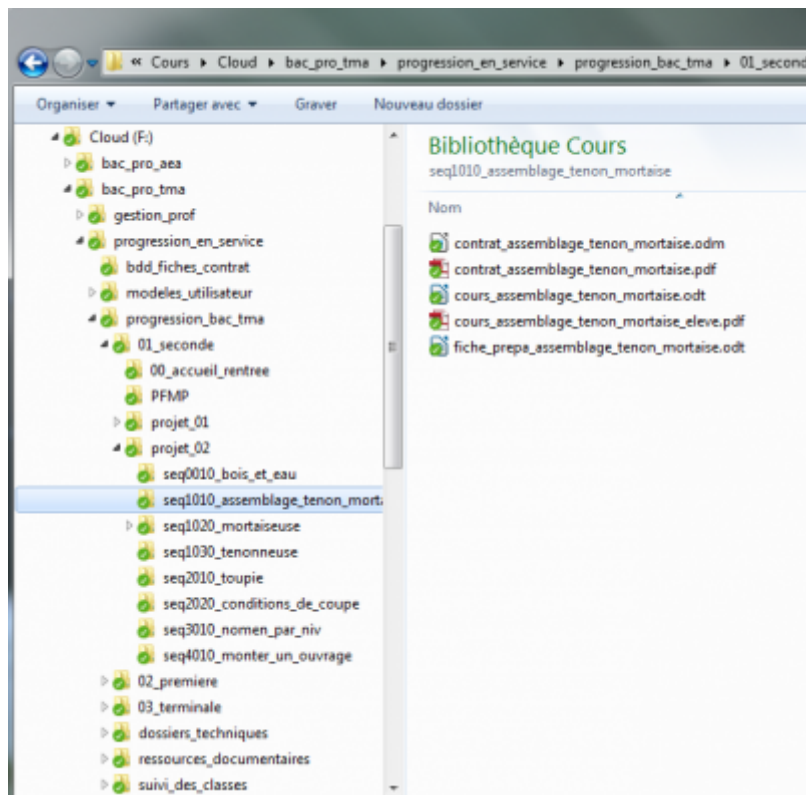 « Cours ▸ Cloud ▸ bac_pro_tma ▸ progression_en_service ▸ progression_bac_tma ▸ 01_second
Organiser Partager avec Graver Nouveau dossier
Cloud (F:)
bac_pro_aea
bac_pro_tma
gestion_prof
progression_en_service
bdd_fiches_contrat
modeles_utilisateur
progression_bac_tma
01_seconde
00_accueil_rentree
PFMP
projet_01
projet_02
seq0010_bois_et_eau
seq1010_assemblage_tenon_mort
seq1020_mortaiseuse
seq1030_tenonneuse
seq2010_toupie
seq2020_conditions_de_coupe
seq3010_nomen_par_niv
seq4010_monter_un_ouvrage
02_premiere
03_terminale
dossiers_techniques
ressources_documentaires
suivi_des_classes
Bibliothèque Cours
seq1010_assemblage_tenon_mortaise
Nom
contrat_assemblage_tenon_mortaise.odm
contrat_assemblage_tenon_mortaise.pdf
cours_assemblage_tenon_mortaise.odt
cours_assemblage_tenon_mortaise_eleve.pdf
fiche_prepa_assemblage_tenon_mortaise.odt